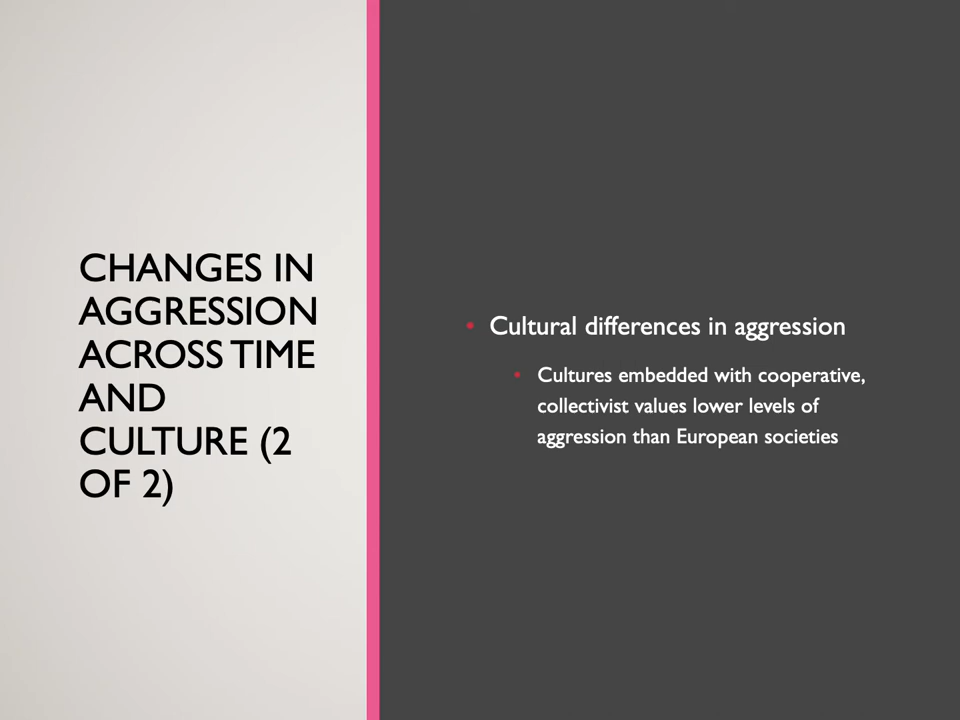 CHANGES IN
AGGRESSION
ACROSS TIME
AND
CULTURE (2
OF 2)
• Cultural differences in aggression
• Cultures embedded with cooperative,
collectivist values lower levels of
aggression than European societies